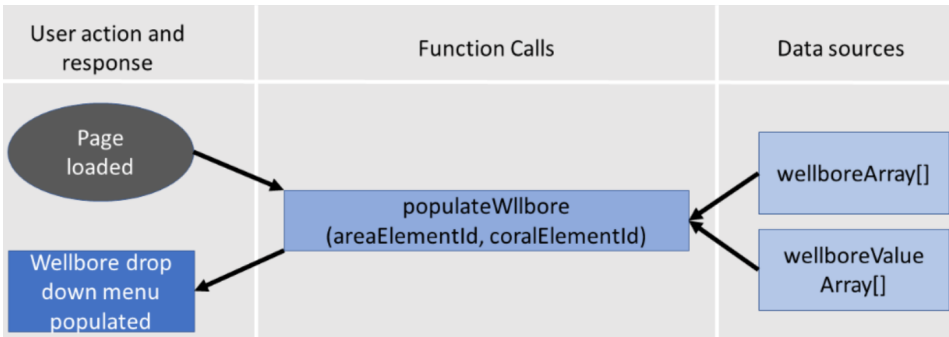 User action and
response
Function Calls
Data sources
Page
loaded
populateWllbore
(areaElementId, coralElementId)
wellboreArray[]
wellboreValue
Array[]
Wellbore drop
down menu
populated